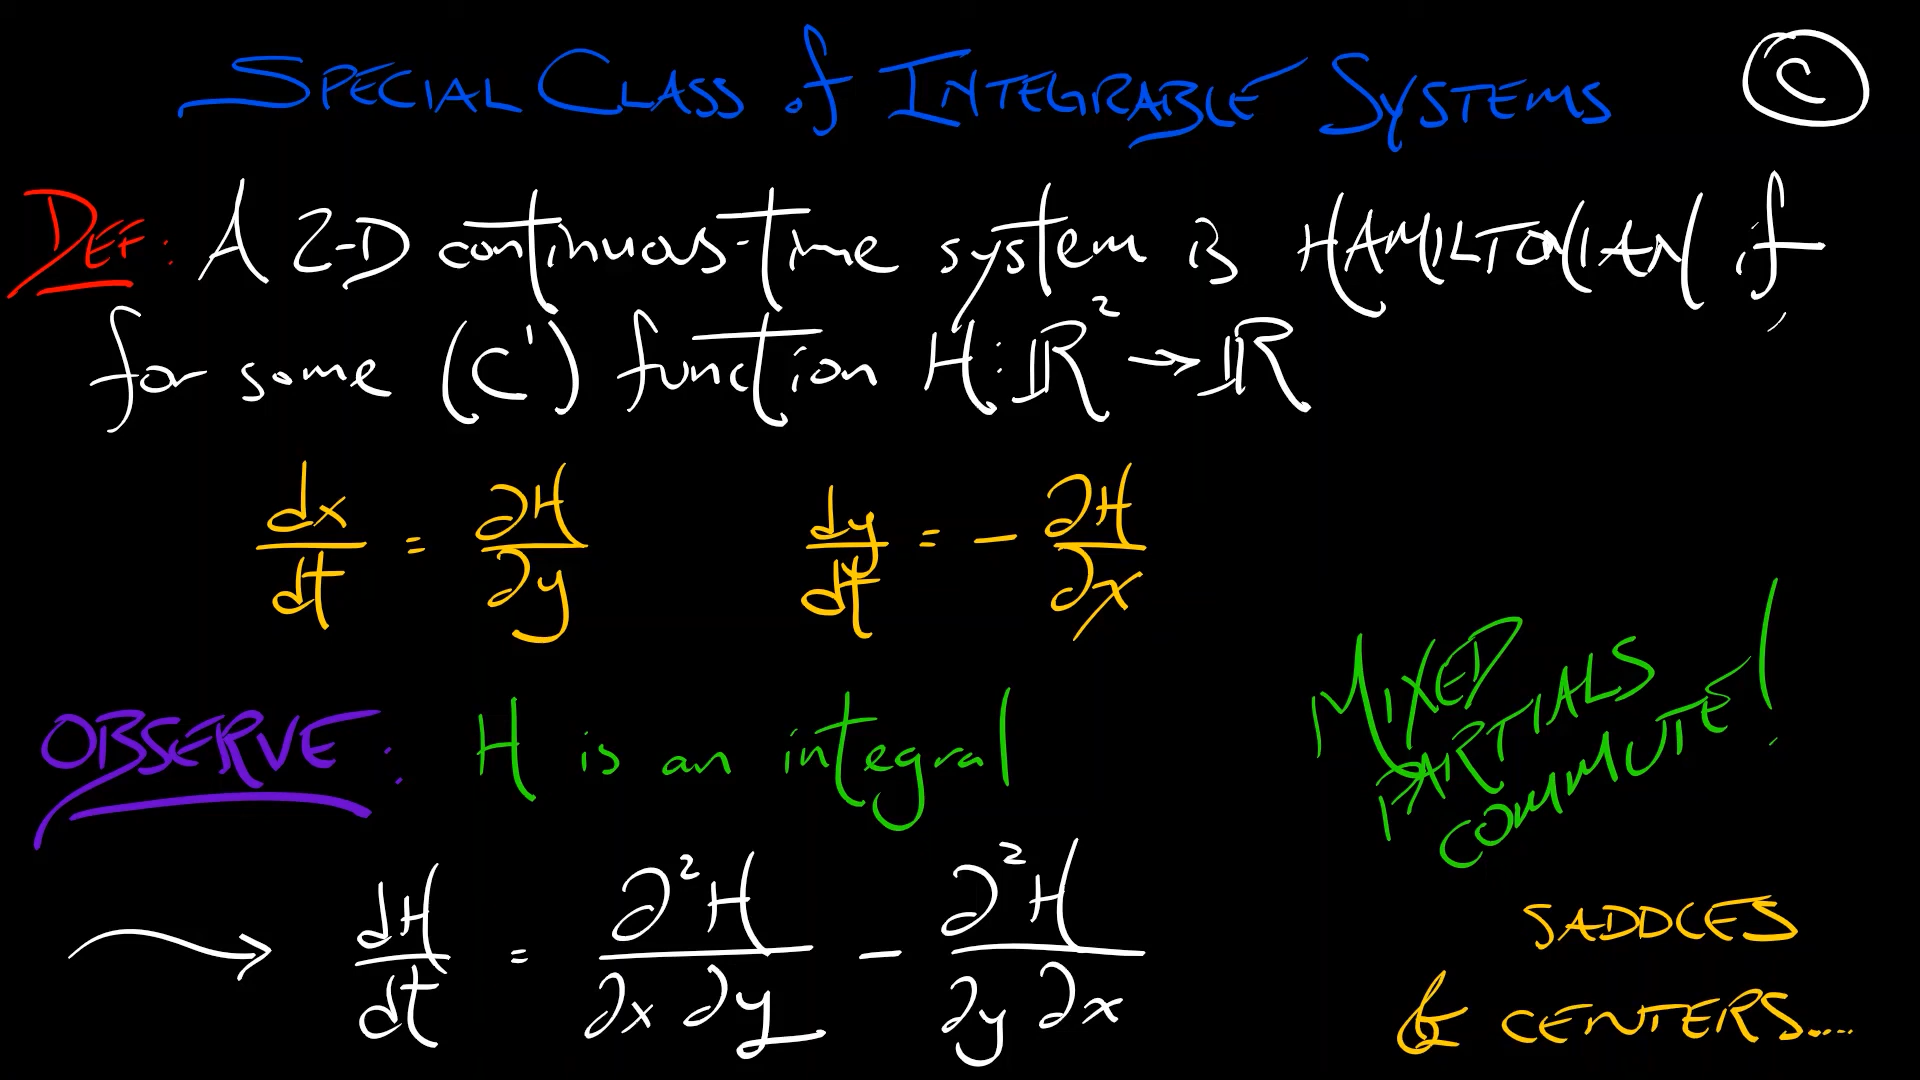 SPECIAL CLASS of INTEGRABLE SYSTEMS
©
DEF: A 2-D continuous-time system is HAMILTONIAN if,
for some (C¹) function H: ℝ² → ℝ
dx/dt = ∂H/∂y    dy/dt = - ∂H/∂x
OBSERVE: H is an integral
MIXED
PARTIALS
COMMUTE!
dH/dt = ∂²H/∂x ∂y - ∂²H/∂y ∂x
SADDLES
& CENTERS....